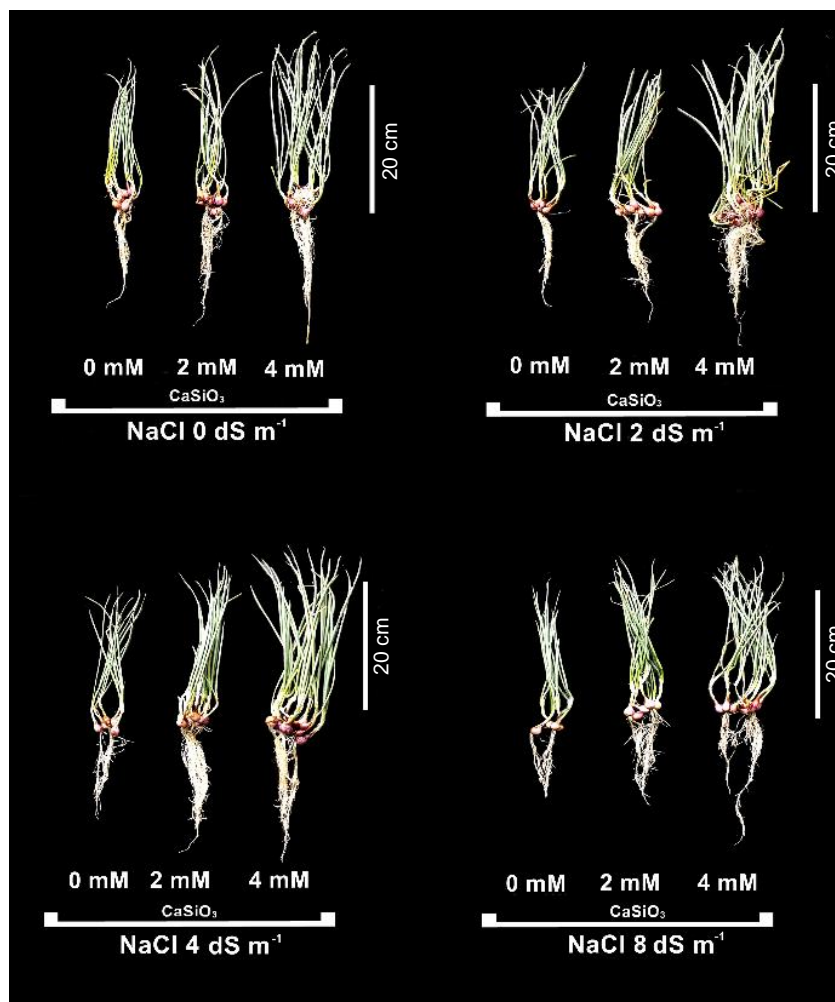 20 cm
0 mM 2 mM 4 mM
CaSiO₃
NaCl 0 dS m⁻¹
20 cm
0 mM 2 mM 4 mM
CaSiO₃
NaCl 2 dS m⁻¹
20 cm
0 mM 2 mM 4 mM
CaSiO₃
NaCl 4 dS m⁻¹
20 cm
0 mM 2 mM 4 mM
CaSiO₃
NaCl 8 dS m⁻¹